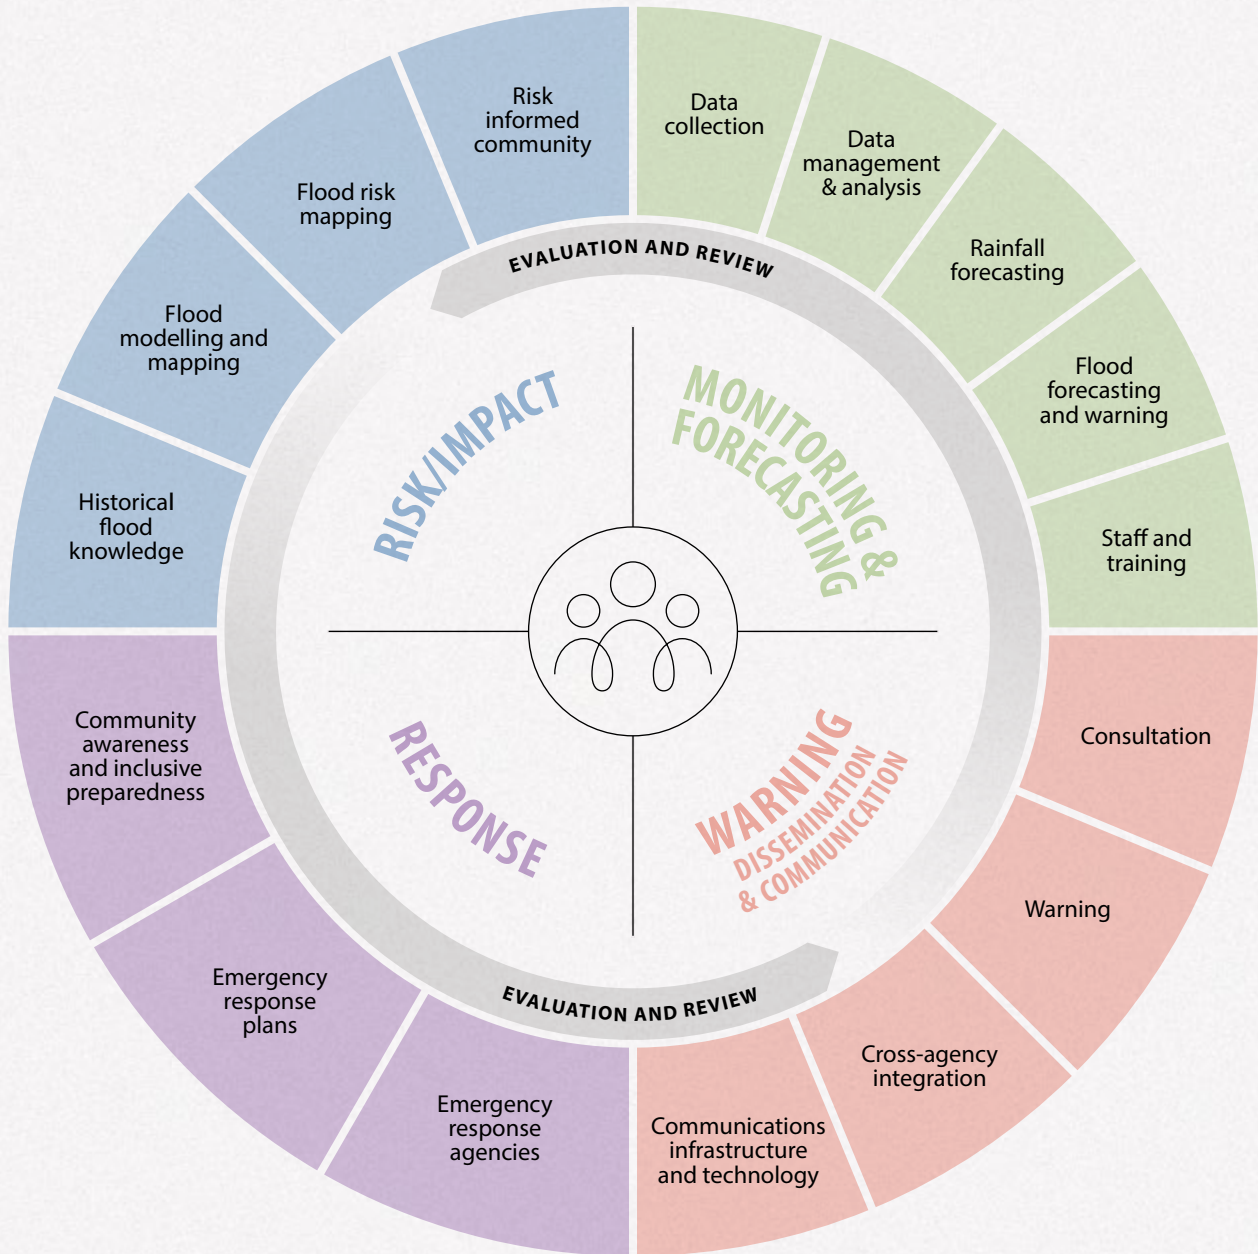 Risk
informed
community
Data
collection
Data
management
& analysis
Flood risk
mapping
Rainfall
forecasting
EVALUATION AND REVIEW
Flood
modelling and
mapping
Flood
forecasting
and warning
RISK/IMPACT
MONITORING &
FORECASTING
Historical
flood
knowledge
Staff and
training
Community
awareness
and inclusive
preparedness
RESPONSE
WARNING
DISSEMINATION
& COMMUNICATION
Consultation
Warning
Emergency
response
plans
EVALUATION AND REVIEW
Cross-agency
integration
Emergency
response
agencies
Communications
infrastructure
and technology